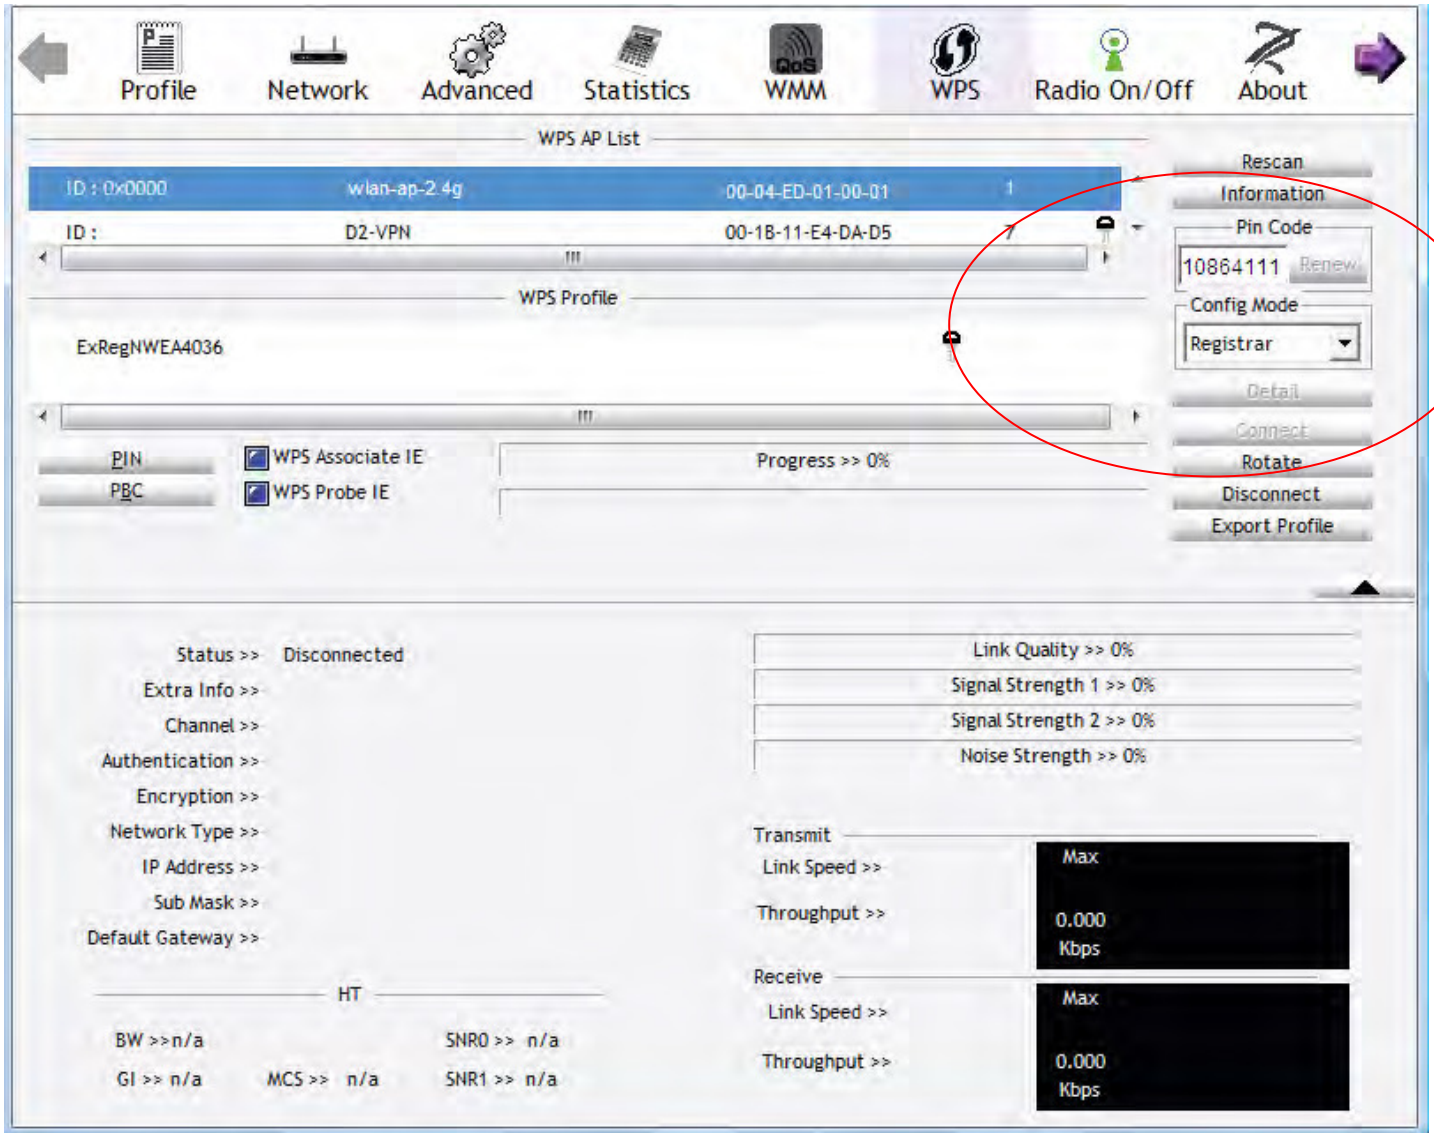 Profile Network Advanced Statistics WMM WPS Radio On/Off About
QoS
WPS AP List
ID : 0x0000 wlan-ap-2.4g 00-04-ED-01-00-01 1
ID : D2-VPN 00-1B-11-E4-DA-D5 7
WPS Profile
ExRegNWEA4036
Rescan
Information
Pin Code
10864111 Renew
Config Mode
Registrar
Detail
Connect
Rotate
Disconnect
Export Profile
PIN WPS Associate IE Progress >> 0%
PBC WPS Probe IE
Status >> Disconnected
Extra Info >>
Channel >>
Authentication >>
Encryption >>
Network Type >>
IP Address >>
Sub Mask >>
Default Gateway >>
HT
BW >>n/a SNR0 >> n/a
GI >> n/a MCS >> n/a SNR1 >> n/a
Link Quality >> 0%
Signal Strength 1 >> 0%
Signal Strength 2 >> 0%
Noise Strength >> 0%
Transmit
Link Speed >> Max
Throughput >> 0.000
Kbps
Receive
Link Speed >> Max
Throughput >> 0.000
Kbps